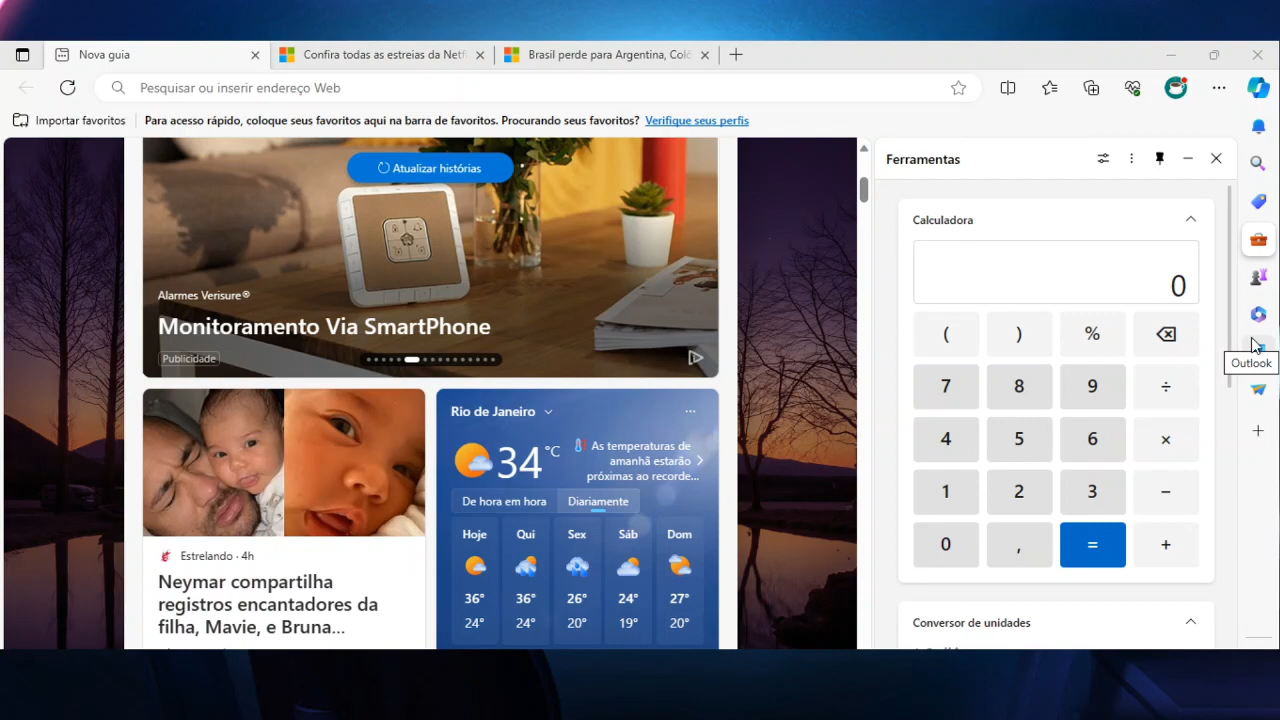 Nova guia
Confira todas as estreias da Netf
Brasil perde para Argentina, Colô
Pesquisar ou inserir endereço Web
Importar favoritos
Para acesso rápido, coloque seus favoritos aqui na barra de favoritos. Procurando seus favoritos? Verifique seus perfis
Atualizar histórias
Alarmes Verisure®
Monitoramento Via SmartPhone
Publicidade
Estrelando · 4h
Neymar compartilha
registros encantadores da
filha, Mavie, e Bruna...
Rio de Janeiro
34 °C
As temperaturas de
amanhã estarão
próximas ao recorde...
De hora em hora Diariamente
Hoje Qui Sex Sáb Dom
36° 36° 26° 24° 27°
24° 24° 20° 19° 20°
Ferramentas
Calculadora
0
( ) %
7 8 9 ÷
4 5 6 ×
1 2 3 −
0 , = +
Conversor de unidades
Outlook